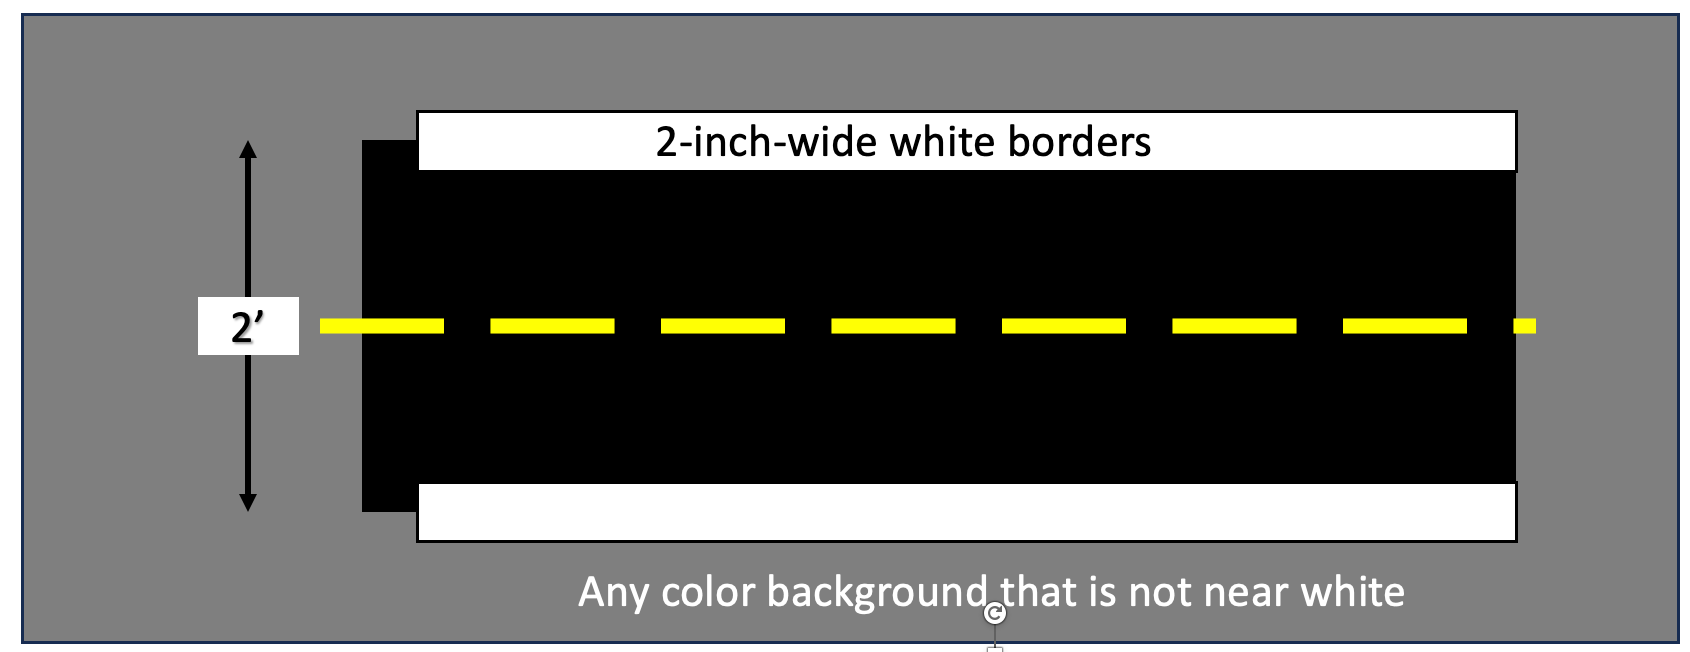 2-inch-wide white borders
2’
Any color background that is not near white